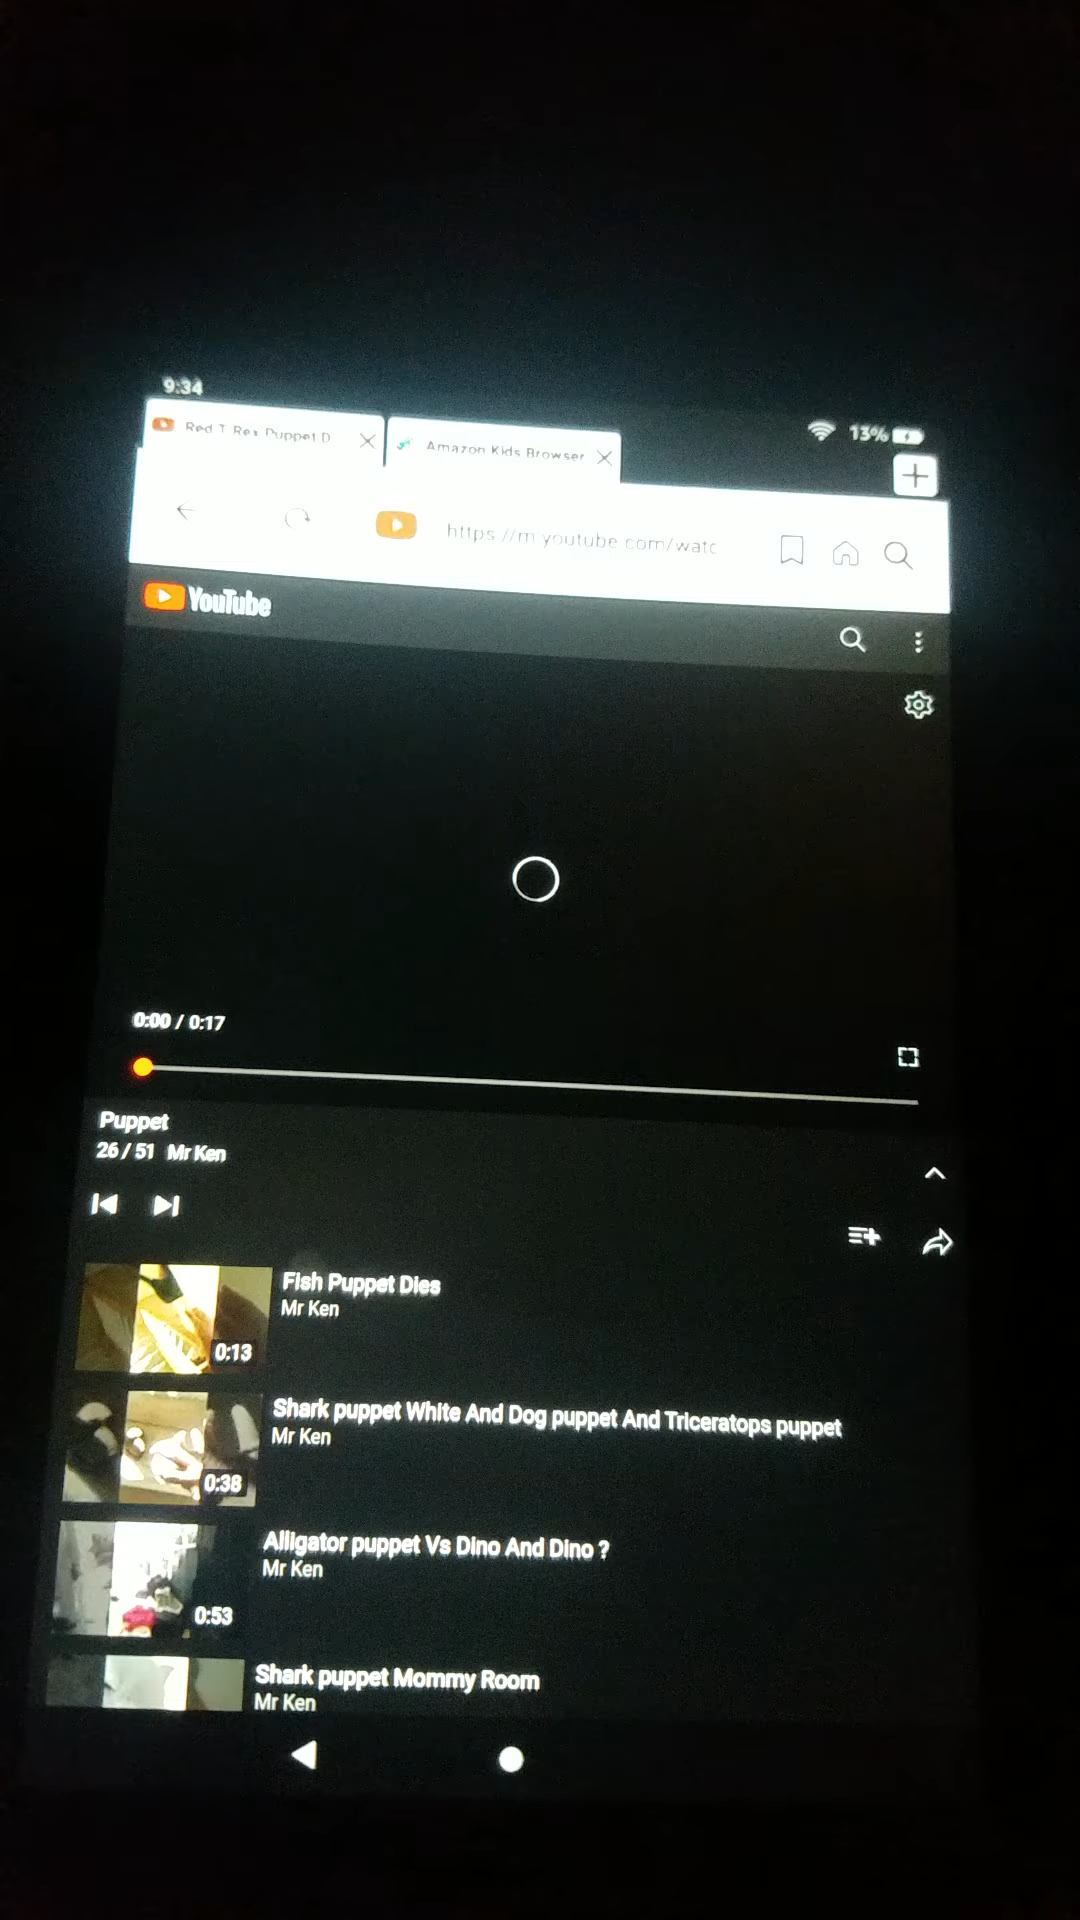 9:34
13%
Red T Rex Puppet D
Amazon Kids Browser
https://m.youtube.com/watc
YouTube
0:00 / 0:17
Puppet
26 / 51 Mr Ken
Fish Puppet Dies
Mr Ken
0:13
Shark puppet White And Dog puppet And Triceratops puppet
Mr Ken
0:38
Alligator puppet Vs Dino And Dino ?
Mr Ken
0:53
Shark puppet Mommy Room
Mr Ken